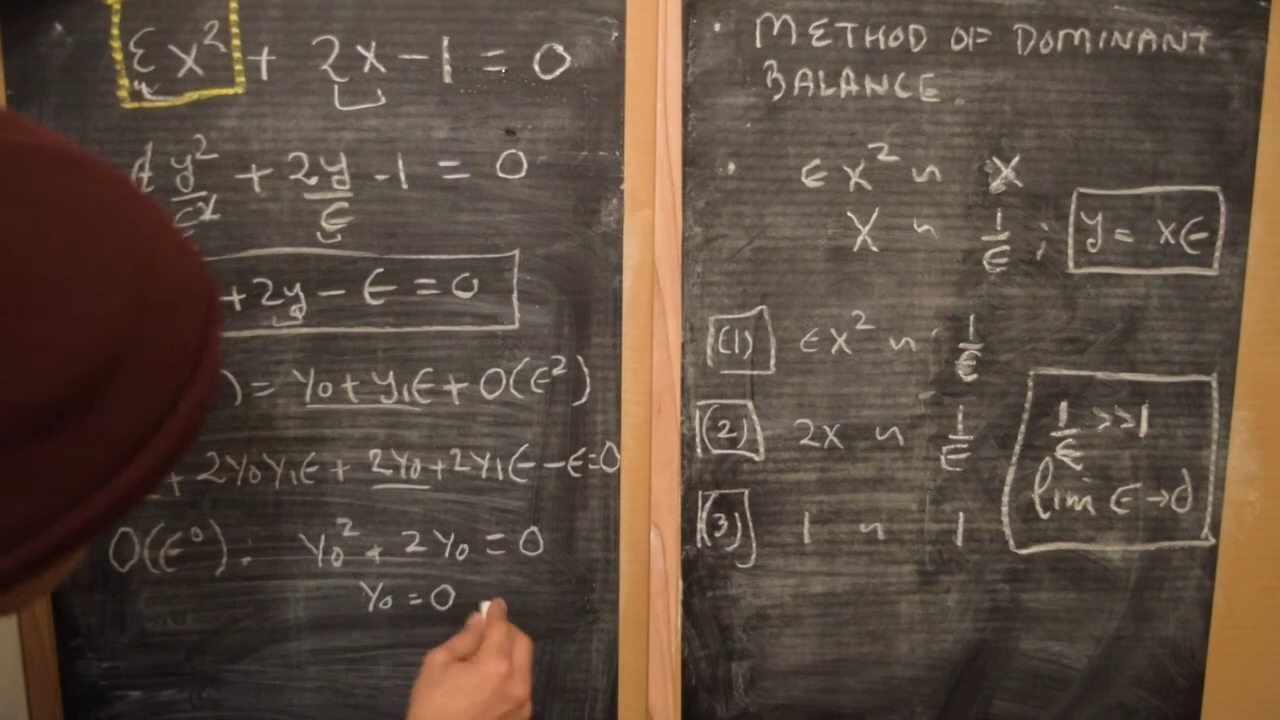 εx² + 2x - 1 = 0
y²/ε² + 2y/ε - 1 = 0
+ 2y - ε = 0
) = y₀ + y₁ε + O(ε²)
+ 2y₀y₁ε + 2y₀ + 2y₁ε - ε = 0
O(ε⁰): y₀² + 2y₀ = 0
y₀ = 0
· METHOD OF DOMINANT
BALANCE.
· εx² ~ x
x ~ 1/ε ; y = xε
(1) εx² ~ 1/ε
(2) 2x ~ 1/ε
(3) 1 ~ 1
1/ε >> 1
lim ε → 0